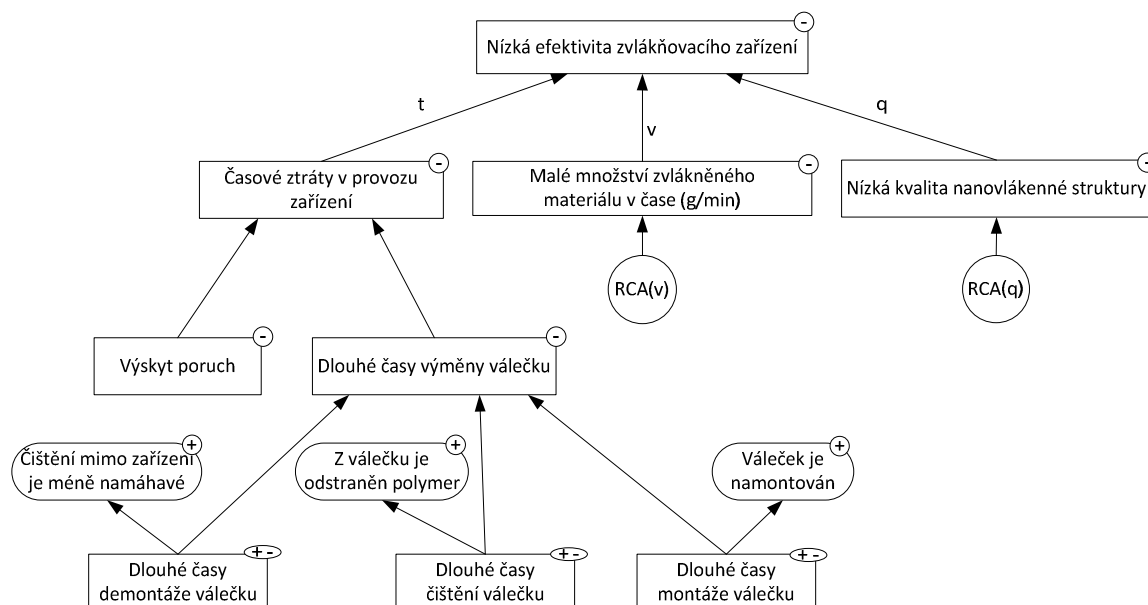 -
Nízká efektivita zvlákňovacího zařízení
t
v
q
-
Časové ztráty v provozu
zařízení
-
Malé množství zvlákněného
materiálu v čase (g/min)
-
Nízká kvalita nanovlákenné struktury
RCA(v)
RCA(q)
-
Výskyt poruch
-
Dlouhé časy výměny válečku
+
Čištění mimo zařízení
je méně namáhavé
+
Z válečku je
odstraněn polymer
+
Váleček je
namontován
+ -
Dlouhé časy
demontáže válečku
+ -
Dlouhé časy
čištění válečku
+ -
Dlouhé časy
montáže válečku